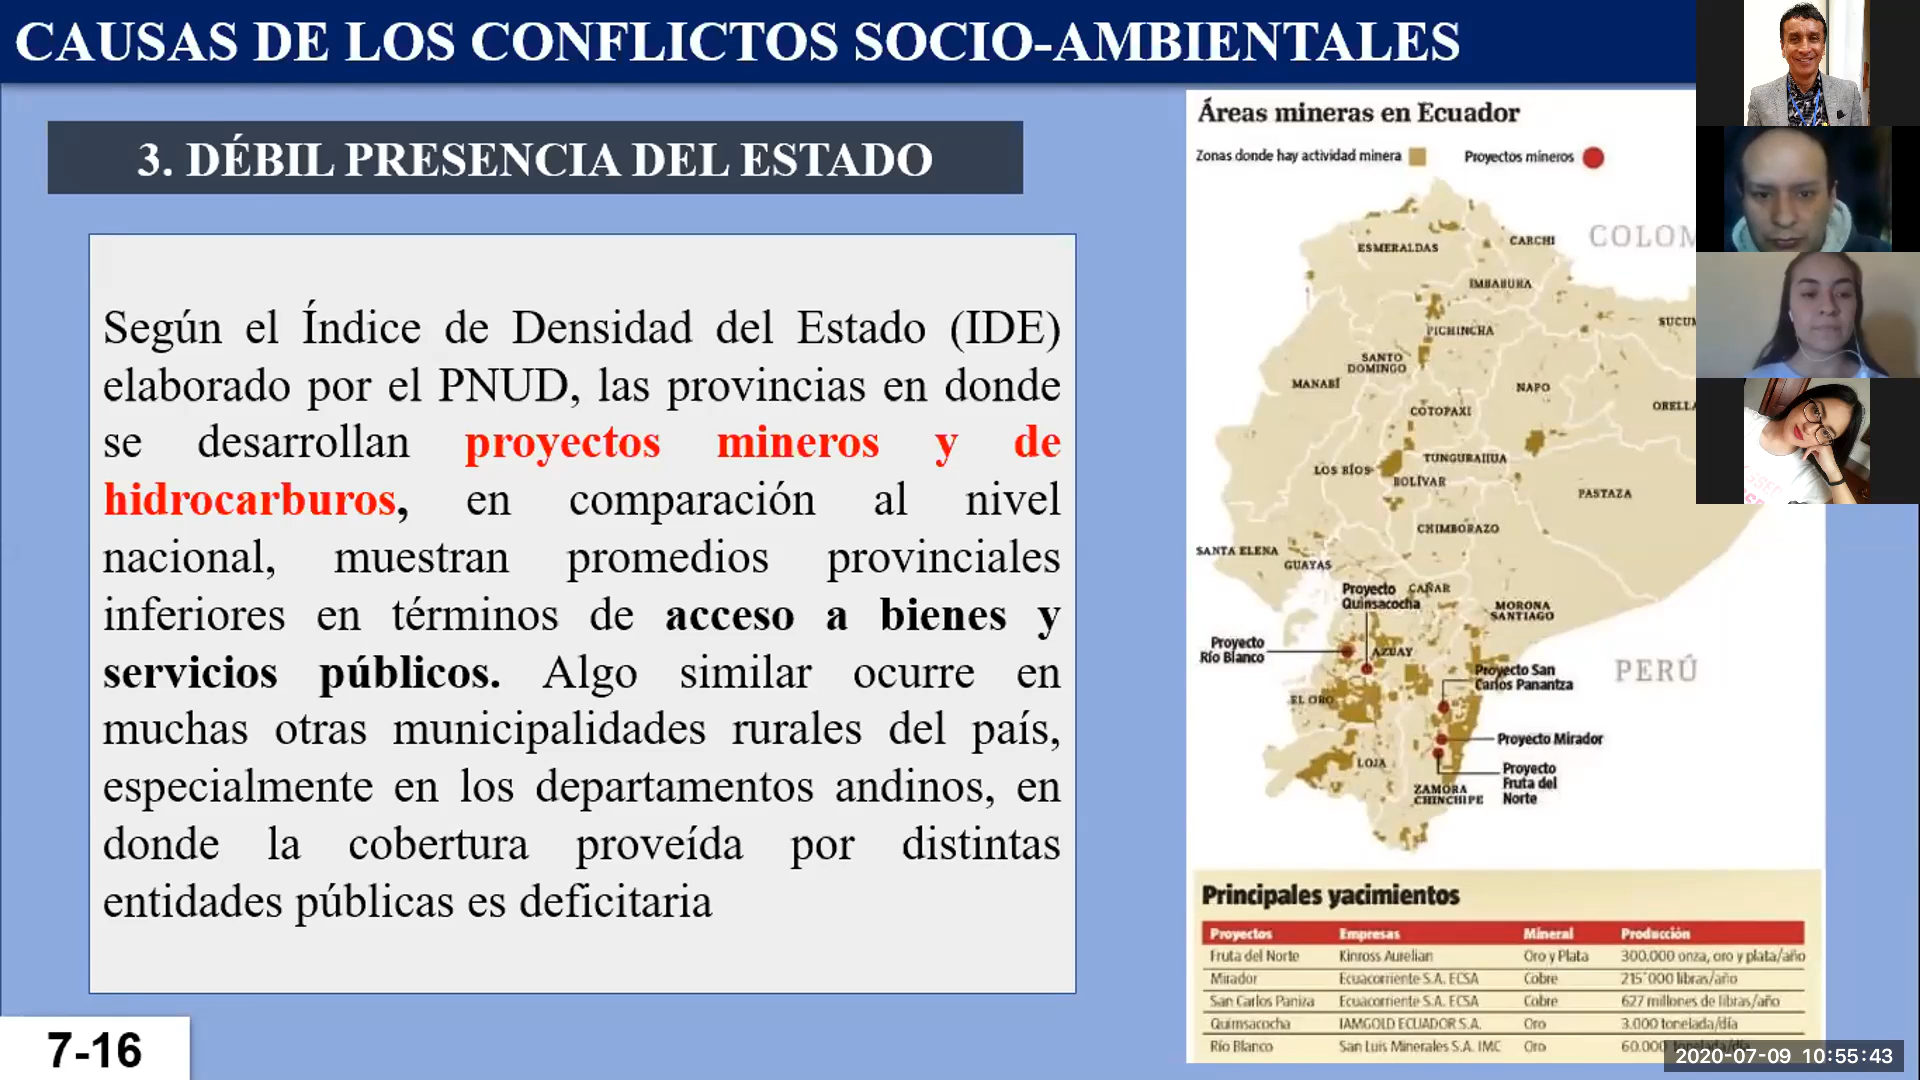 CAUSAS DE LOS CONFLICTOS SOCIO-AMBIENTALES
3. DÉBIL PRESENCIA DEL ESTADO
Según el Índice de Densidad del Estado (IDE)
elaborado por el PNUD, las provincias en donde
se desarrollan proyectos mineros y de
hidrocarburos, en comparación al nivel
nacional, muestran promedios provinciales
inferiores en términos de acceso a bienes y
servicios públicos. Algo similar ocurre en
muchas otras municipalidades rurales del país,
especialmente en los departamentos andinos, en
donde la cobertura proveída por distintas
entidades públicas es deficitaria
7-16
Áreas mineras en Ecuador
Zonas donde hay actividad minera
Proyectos mineros
COLOM
ESMERALDAS
CARCHI
IMBABURA
SUCUM
PICHINCHA
SANTO
DOMINGO
MANABÍ
NAPO
COTOPAXI
ORELLA
LOS RÍOS
TUNGURAHUA
BOLÍVAR
PASTAZA
CHIMBORAZO
SANTA ELENA
GUAYAS
Proyecto
Quinsacocha
CAÑAR
MORONA
SANTIAGO
Proyecto
Río Blanco
AZUAY
PERÚ
Proyecto San
Carlos Panantza
EL ORO
Proyecto Mirador
LOJA
Proyecto
Fruta del
Norte
ZAMORA
CHINCHIPE
Principales yacimientos
Proyectos Empresas Mineral Producción
Fruta del Norte Kinross Aurelian Oro y Plata 300.000 onza, oro y plata/año
Mirador Ecuacorriente S.A. ECSA Cobre 215'000 libras/año
San Carlos Paniza Ecuacorriente S.A. ECSA Cobre 627 millones de libras/año
Quimsacocha IAMGOLD ECUADOR S.A. Oro 3.000 tonelada/día
Río Blanco San Luis Minerales S.A. IMC Oro 60.000 tonelada/día
2020-07-09 10:55:43